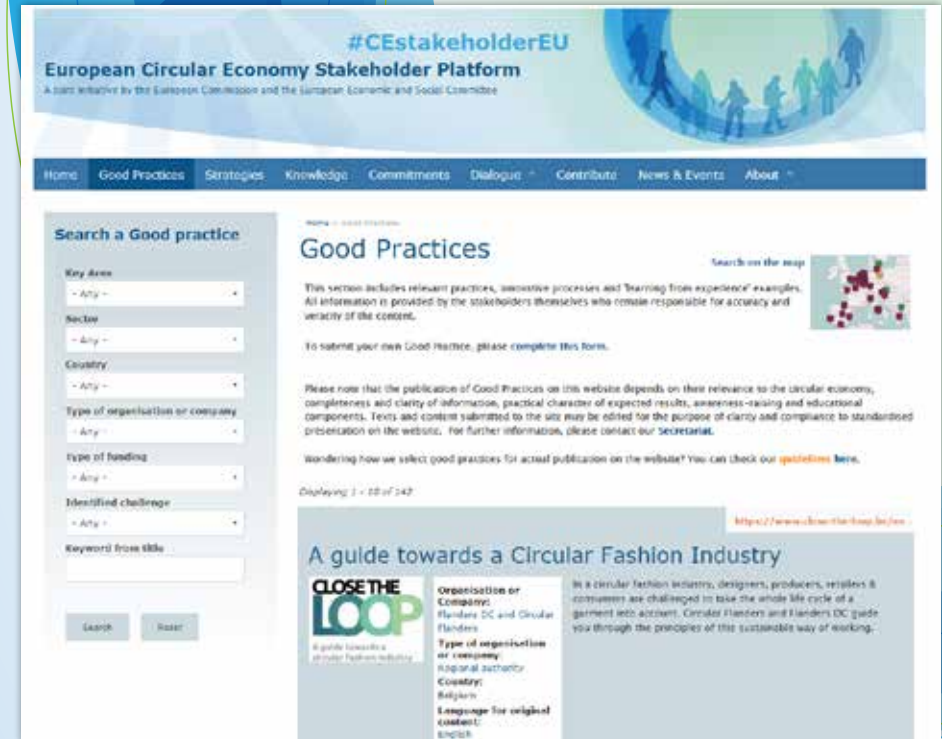 #CEstakeholderEU
European Circular Economy Stakeholder Platform
A joint initiative by the European Commission and the European Economic and Social Committee
Home Good Practices Strategies Knowledge Commitments Dialogue Contribute News & Events About
Search a Good practice
Key Area
- Any -
Sector
- Any -
Country
- Any -
Type of organisation or company
- Any -
Type of funding
- Any -
Identified challenge
- Any -
Keyword from title
Search Reset
Home > Good Practices
Good Practices
Search on the map
This section includes relevant practices, innovative processes and 'learning from experience' examples.
All information is provided by the stakeholders themselves who remain responsible for accuracy and
veracity of the content.
To submit your own Good Practice, please complete this form.
Please note that the publication of Good Practices on this website depends on their relevance to the circular economy,
completeness and clarity of information, practical character of expected results, awareness-raising and educational
components. Texts and content submitted to the site may be edited for the purpose of clarity and compliance to standardised
presentation on the website. For further information, please contact our Secretariat.
Wondering how we select good practices for actual publication on the website? You can check our guidelines here.
Displaying 1 - 10 of 142
https://www.close-the-loop.be/en
A guide towards a Circular Fashion Industry
CLOSE THE
LOOP
A guide towards a
circular fashion industry
Organisation or
Company:
Flanders DC and Circular
Flanders
Type of organisation
or company:
Regional authority
Country:
Belgium
Language for original
content:
English
In a circular fashion industry, designers, producers, retailers &
consumers are challenged to take the whole life cycle of a
garment into account. Circular Flanders and Flanders DC guide
you through the principles of this sustainable way of working.